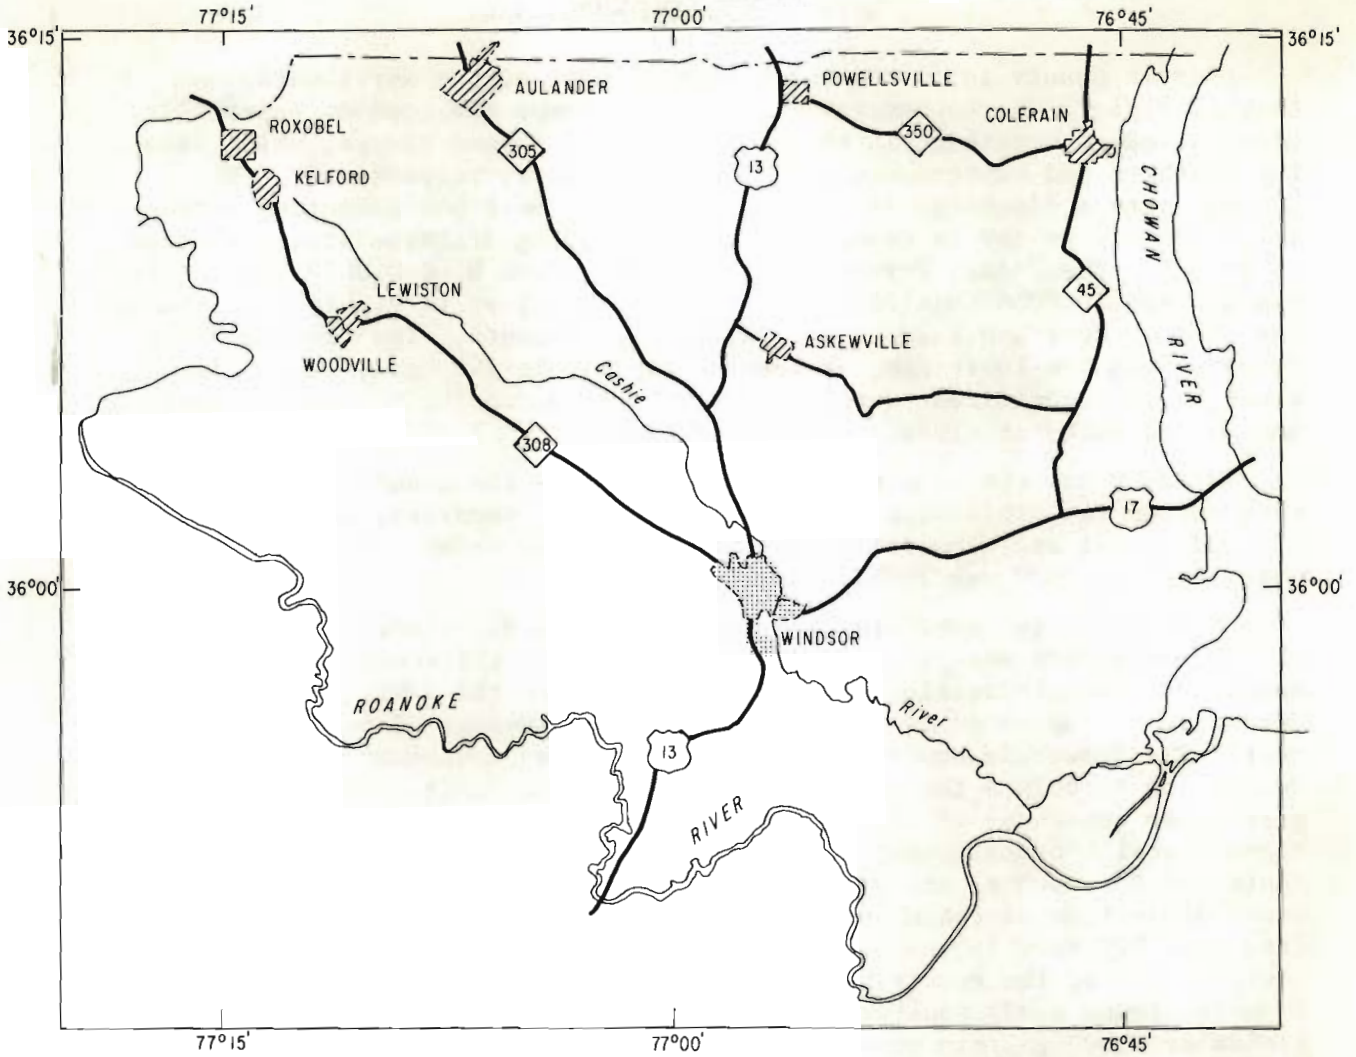 77°15'
77°00'
76°45'
36°15'
36°15'
AULANDER
POWELLSVILLE
ROXOBEL
COLERAIN
350
305
13
KELFORD
CHOWAN
RIVER
LEWISTON
45
WOODVILLE
ASKEWVILLE
Cashie
308
17
36°00'
36°00'
WINDSOR
ROANOKE
River
13
RIVER
77°15'
77°00'
76°45'